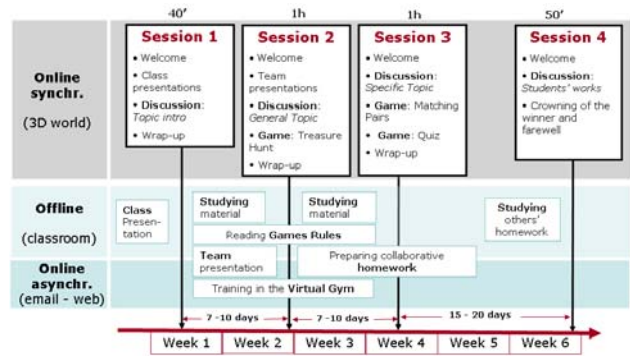 40’ 1h 1h 50’
Online
synchr.
(3D world)
Session 1
• Welcome
• Class
presentations
• Discussion:
Topic intro
• Wrap-up
Session 2
• Welcome
• Team
presentations
• Discussion:
General Topic
• Game: Treasure
Hunt
• Wrap-up
Session 3
• Welcome
• Discussion:
Specific Topic
• Game: Matching
Pairs
• Game: Quiz
• Wrap-up
Session 4
• Welcome
• Discussion:
Students’ works
• Crowning of the
winner and
farewell
Offline
(classroom)
Class
Presen-
tation
Studying
material
Studying
material
Studying
others’
homework
Reading Games Rules
Online
asynchr.
(email - web)
Team
presentation
Preparing collaborative
homework
Training in the Virtual Gym
7 -10 days 7 -10 days 15 - 20 days
Week 1 Week 2 Week 3 Week 4 Week 5 Week 6